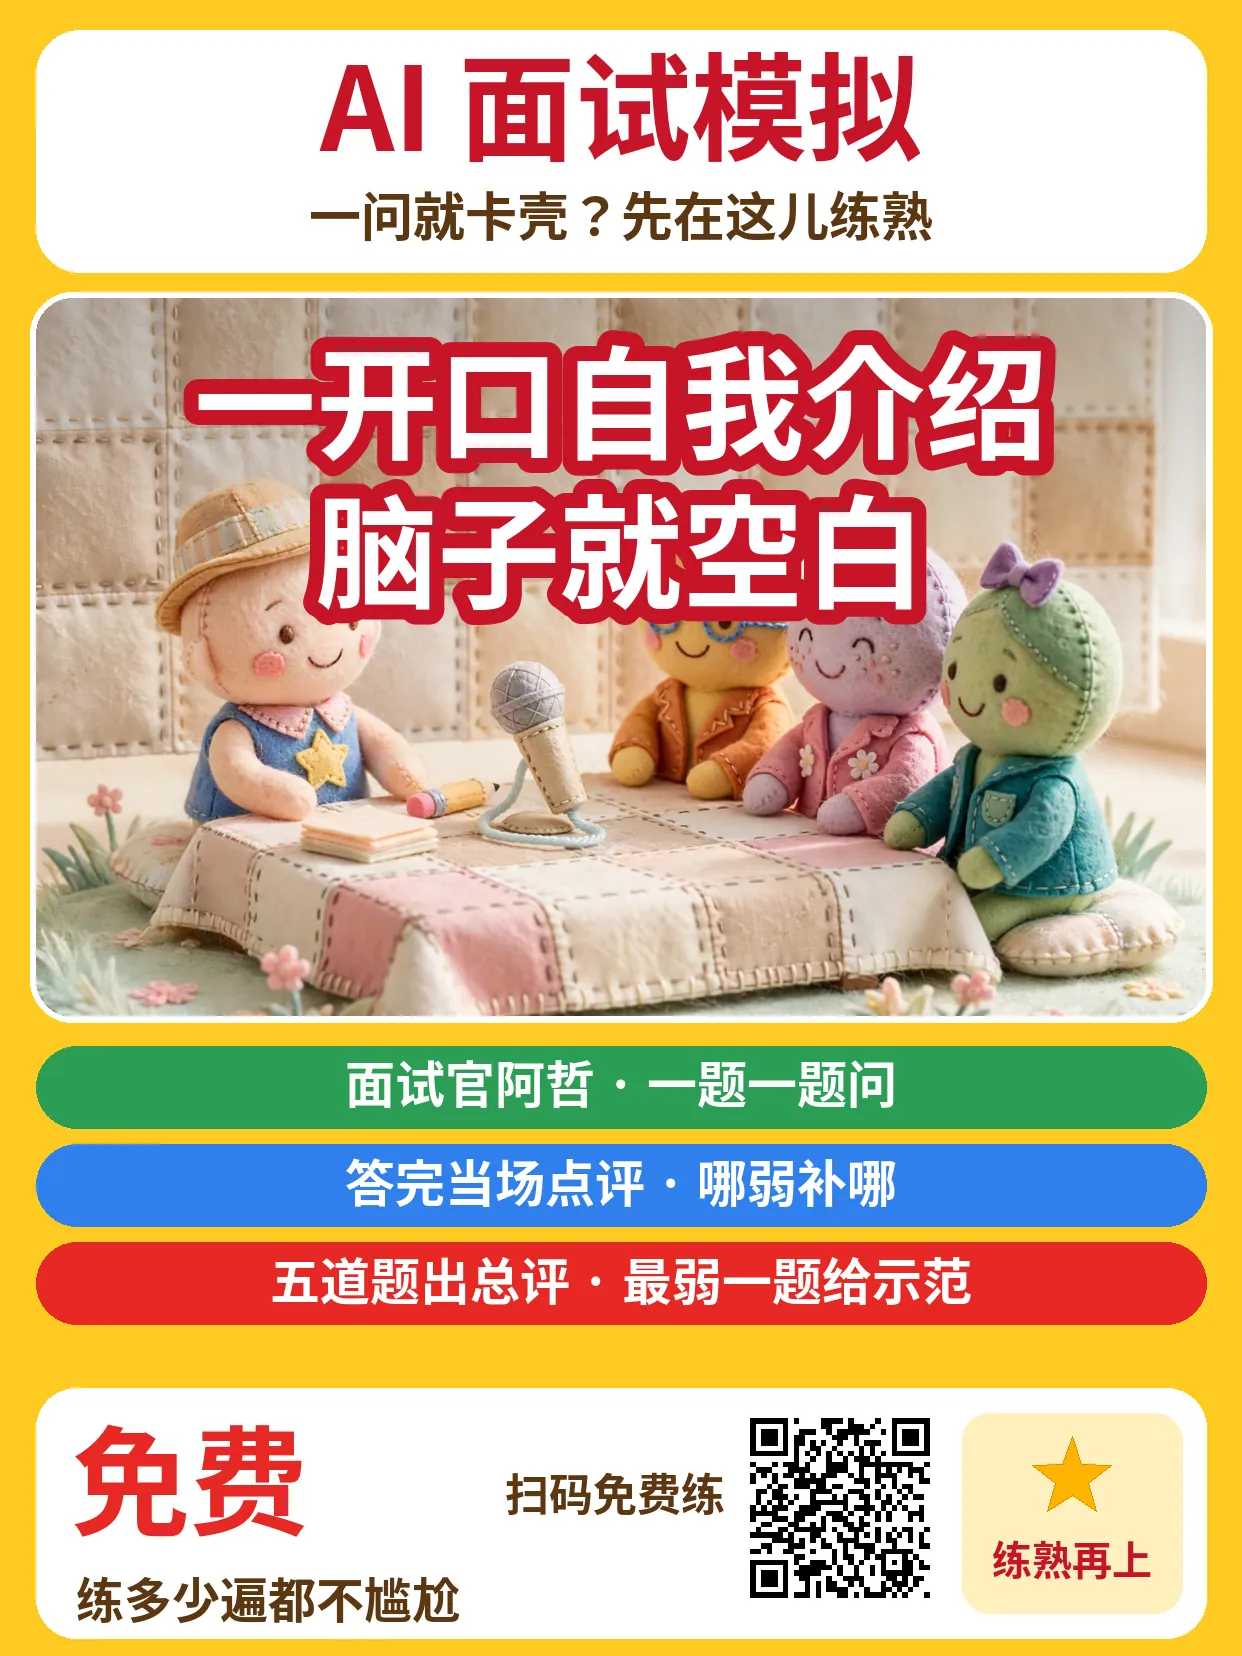 AI 面试模拟
一问就卡壳？先在这儿练熟
一开口自我介绍
脑子就空白
面试官阿哲 · 一题一题问
答完当场点评 · 哪弱补哪
五道题出总评 · 最弱一题给示范
免费
练多少遍都不尴尬
扫码免费练
练熟再上